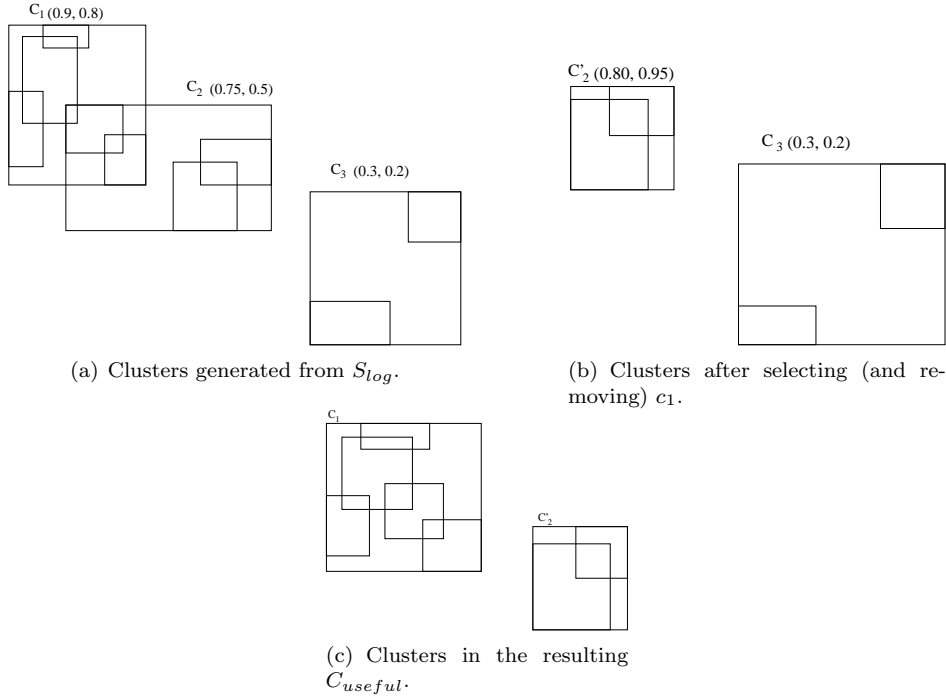 C1 (0.9, 0.8)
C2 (0.75, 0.5)
C3 (0.3, 0.2)
(a) Clusters generated from Slog.
C’2 (0.80, 0.95)
C3 (0.3, 0.2)
(b) Clusters after selecting (and re-
moving) c1.
C1
C’2
(c) Clusters in the resulting
Cuseful.